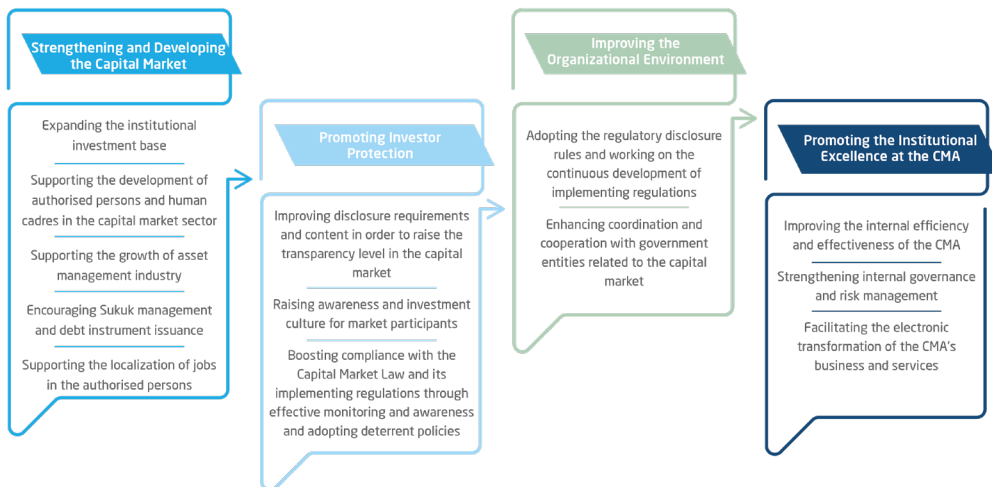 Strengthening and Developing
the Capital Market
Expanding the institutional
investment base
Supporting the development of
authorised persons and human
cadres in the capital market sector
Supporting the growth of asset
management industry
Encouraging Sukuk management
and debt instrument issuance
Supporting the localization of jobs
in the authorised persons
Promoting Investor
Protection
Improving disclosure requirements
and content in order to raise the
transparency level in the capital
market
Raising awareness and investment
culture for market participants
Boosting compliance with the
Capital Market Law and its
implementing regulations through
effective monitoring and awareness
and adopting deterrent policies
Improving the
Organizational Environment
Adopting the regulatory disclosure
rules and working on the
continuous development of
implementing regulations
Enhancing coordination and
cooperation with government
entities related to the capital
market
Promoting the Institutional
Excellence at the CMA
Improving the internal efficiency
and effectiveness of the CMA
Strengthening internal governance
and risk management
Facilitating the electronic
transformation of the CMA's
business and services